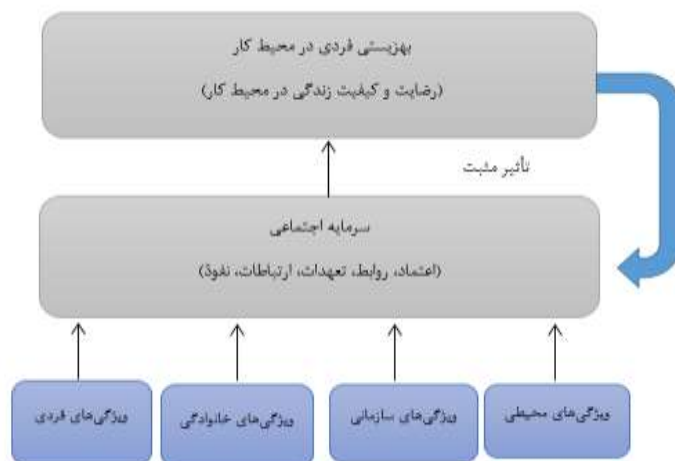 بهزیستی فردی در محیط کار
(رضایت و کیفیت زندگی در محیط کار)
تأثیر مثبت
سرمایه اجتماعی
(اعتماد، روابط، تعهدات، ارتباطات، نفوذ)
ویژگی‌های محیطی
ویژگی‌های سازمانی
ویژگی‌های خانوادگی
ویژگی‌های فردی